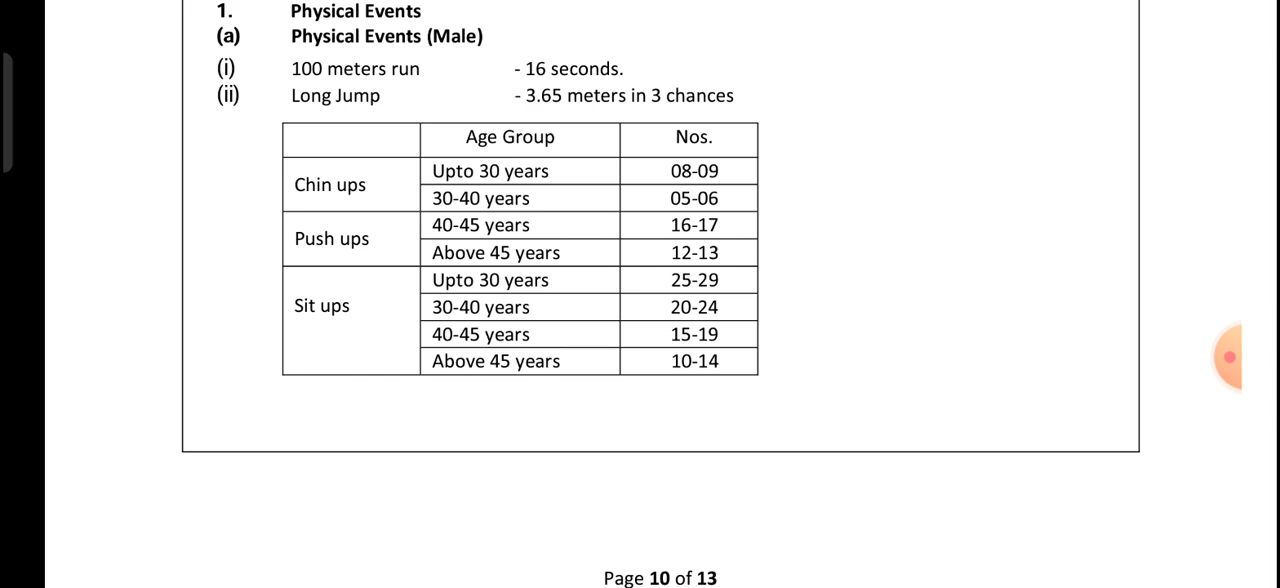 1. Physical Events
(a) Physical Events (Male)
(i) 100 meters run - 16 seconds.
(ii) Long Jump - 3.65 meters in 3 chances
Age Group Nos.
Chin ups Upto 30 years 08-09
30-40 years 05-06
Push ups 40-45 years 16-17
Above 45 years 12-13
Sit ups Upto 30 years 25-29
30-40 years 20-24
40-45 years 15-19
Above 45 years 10-14
Page 10 of 13